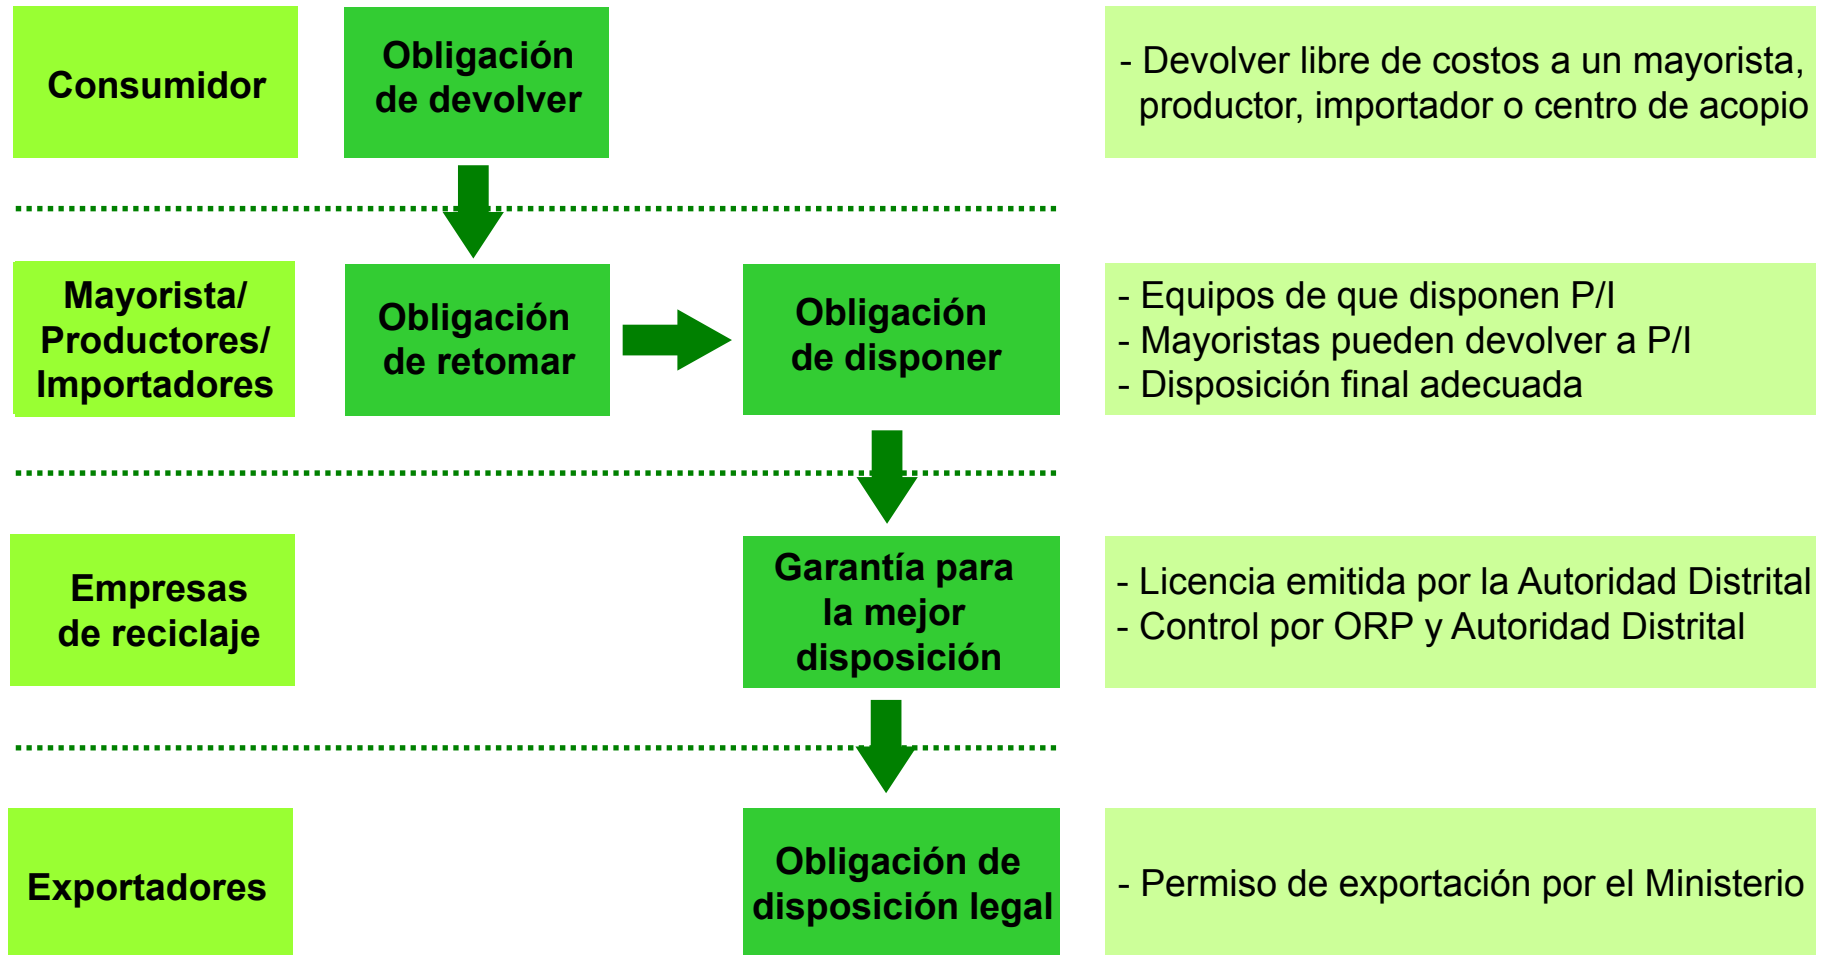 Consumidor
Obligación
de devolver
- Devolver libre de costos a un mayorista,
productor, importador o centro de acopio
Mayorista/
Productores/
Importadores
Obligación
de retomar
Obligación
de disponer
- Equipos de que disponen P/I
- Mayoristas pueden devolver a P/I
- Disposición final adecuada
Empresas
de reciclaje
Garantía para
la mejor
disposición
- Licencia emitida por la Autoridad Distrital
- Control por ORP y Autoridad Distrital
Exportadores
Obligación de
disposición legal
- Permiso de exportación por el Ministerio